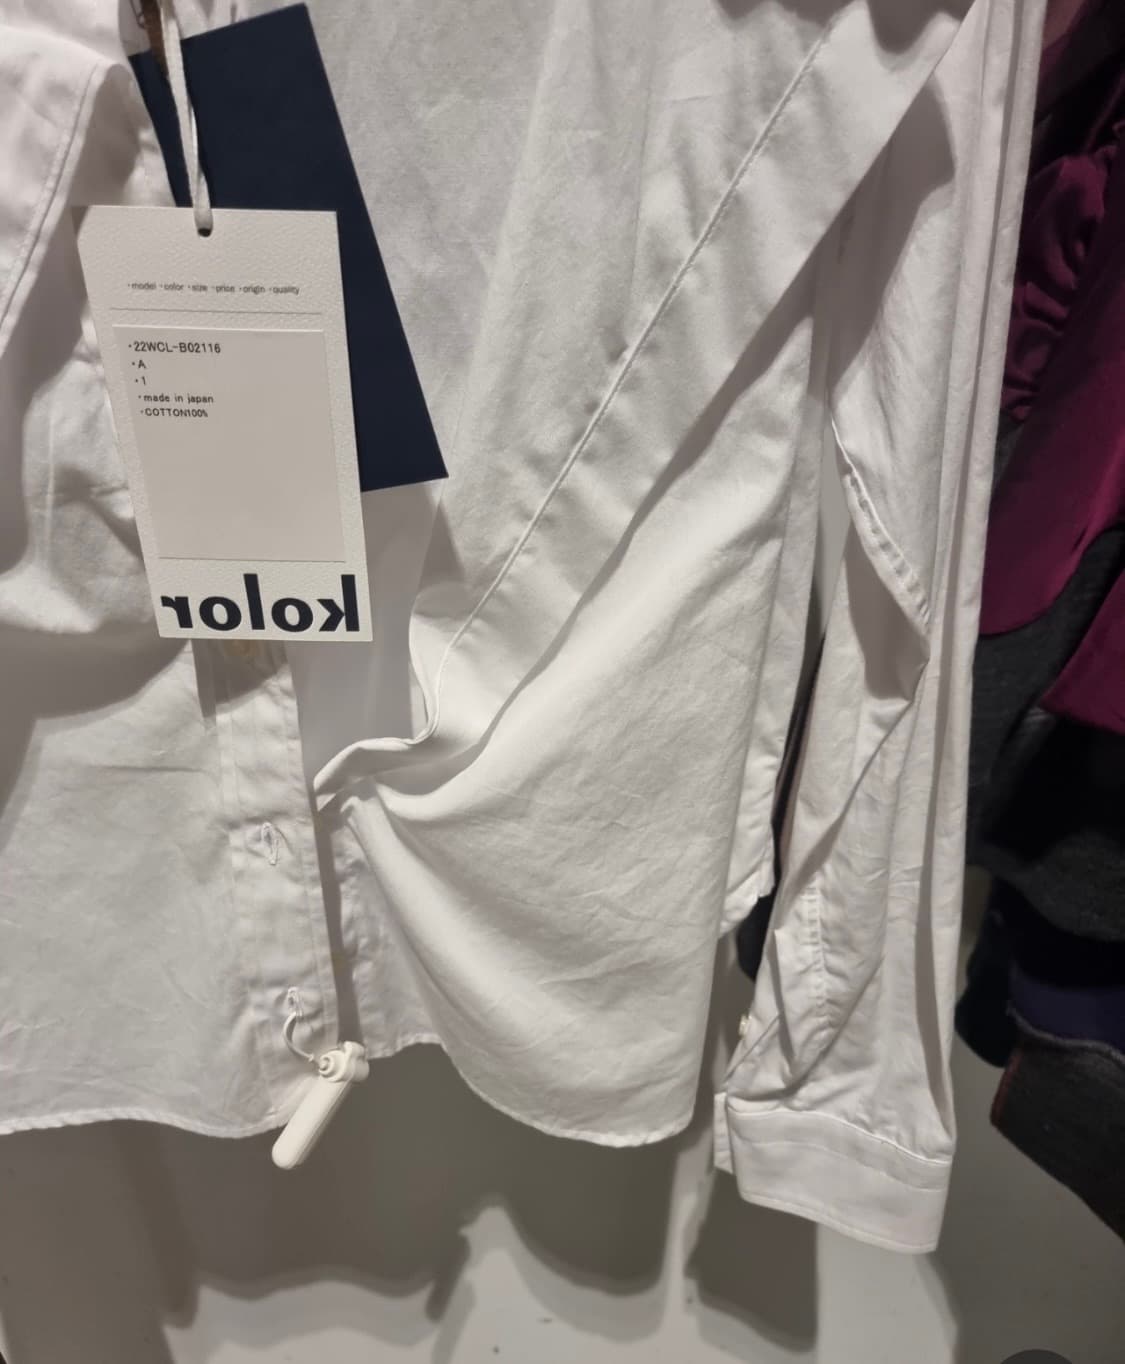 ·model ·color ·size ·price ·origin ·quality
·22WCL-B02116
·A
·1
·made in japan
·COTTON100%
kolor